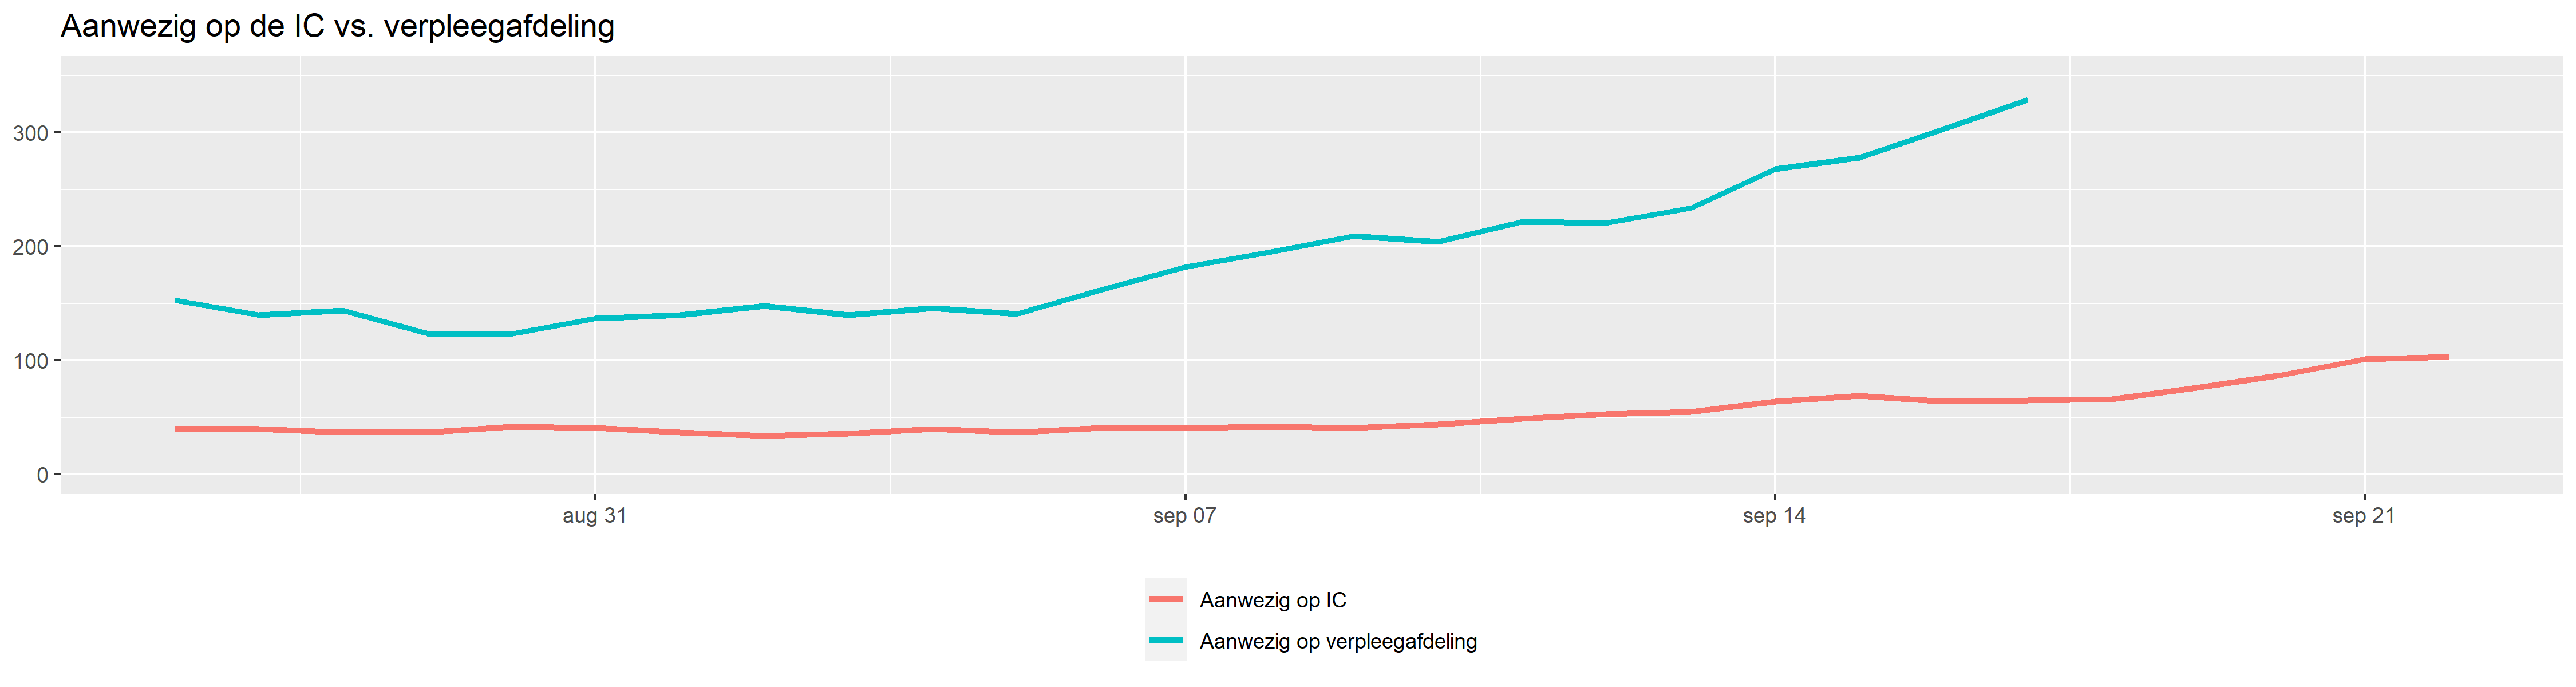 Aanwezig op de IC vs. verpleegafdeling
300
200
100
0
aug 31 sep 07 sep 14 sep 21
Aanwezig op IC
Aanwezig op verpleegafdeling